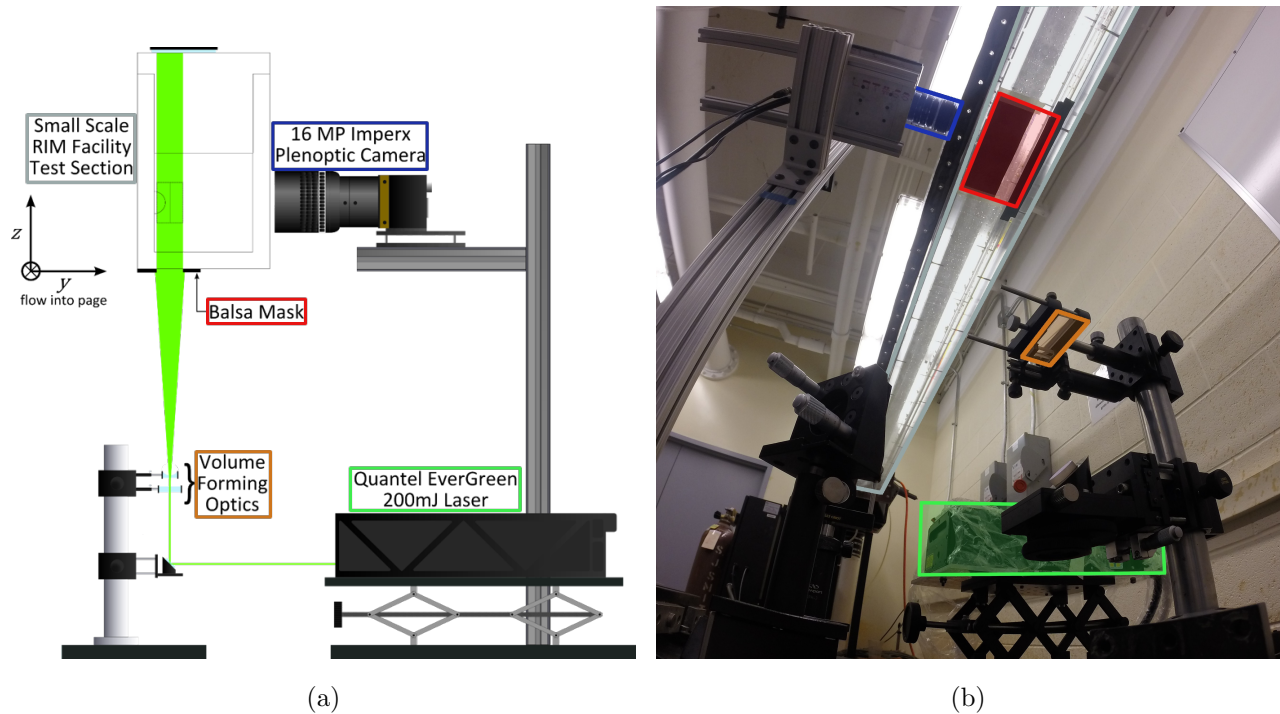 Small Scale
RIM Facility
Test Section
16 MP Imperx
Plenoptic Camera
z
y
flow into page
Balsa Mask
Volume
Forming
Optics
Quantel EverGreen
200mJ Laser
(a)
(b)